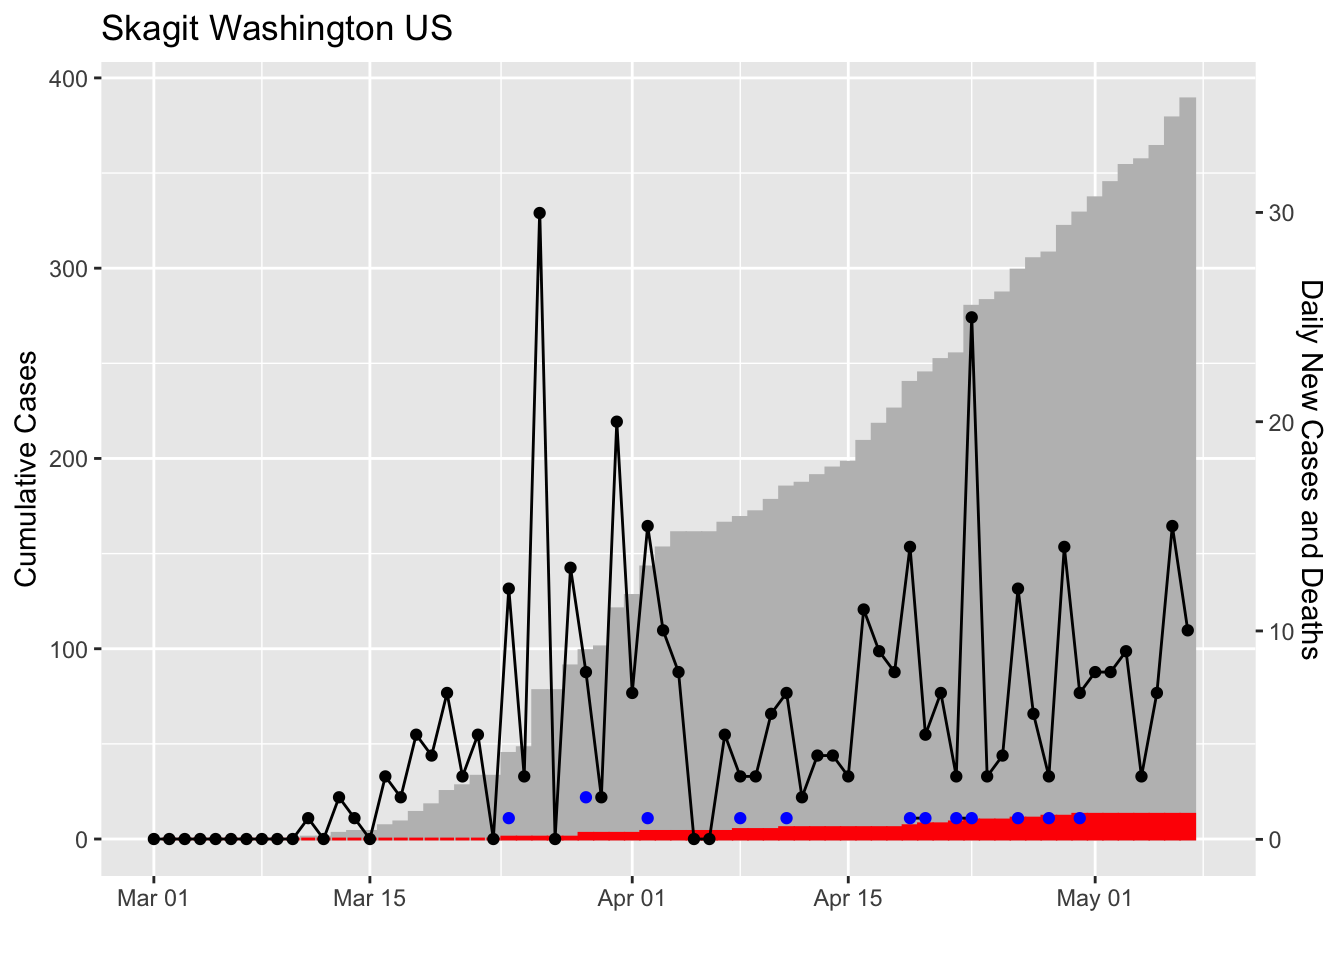 Skagit Washington US
400
300
200
100
0
Cumulative Cases
30
20
10
0
Daily New Cases and Deaths
Mar 01
Mar 15
Apr 01
Apr 15
May 01